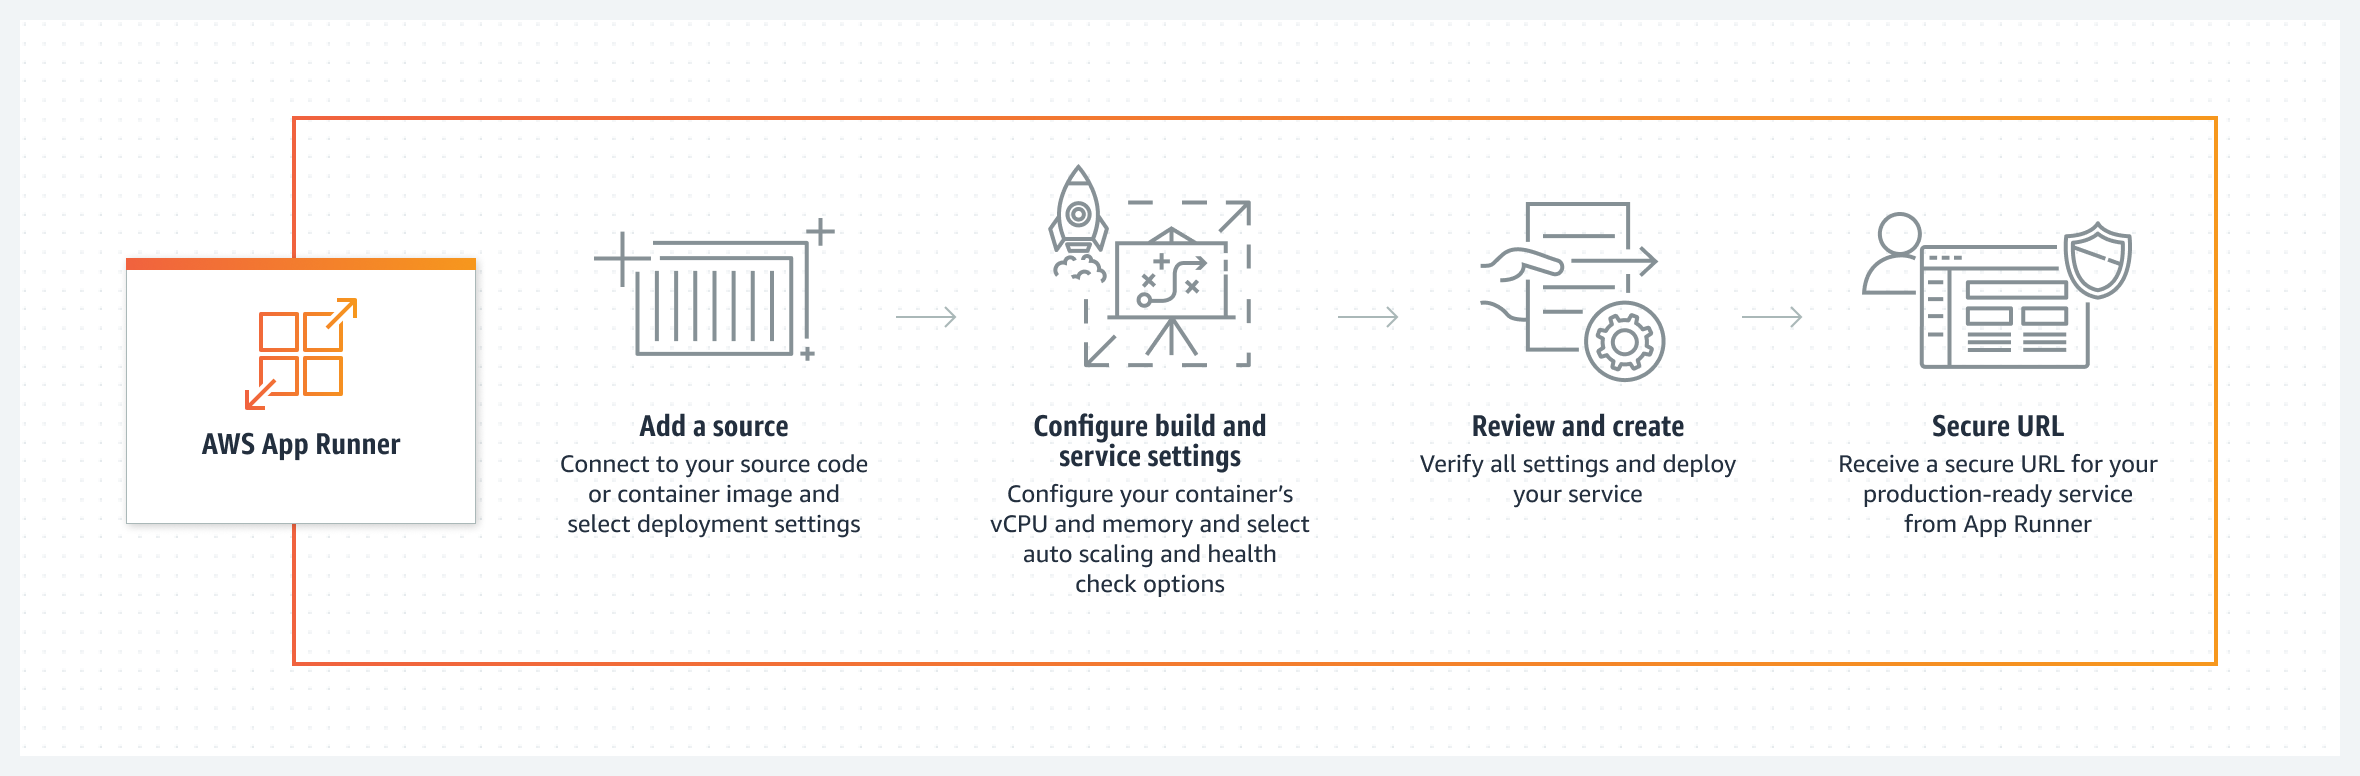 AWS App Runner
Add a source
Connect to your source code
or container image and
select deployment settings
Configure build and
service settings
Configure your container’s
vCPU and memory and select
auto scaling and health
check options
Review and create
Verify all settings and deploy
your service
Secure URL
Receive a secure URL for your
production-ready service
from App Runner